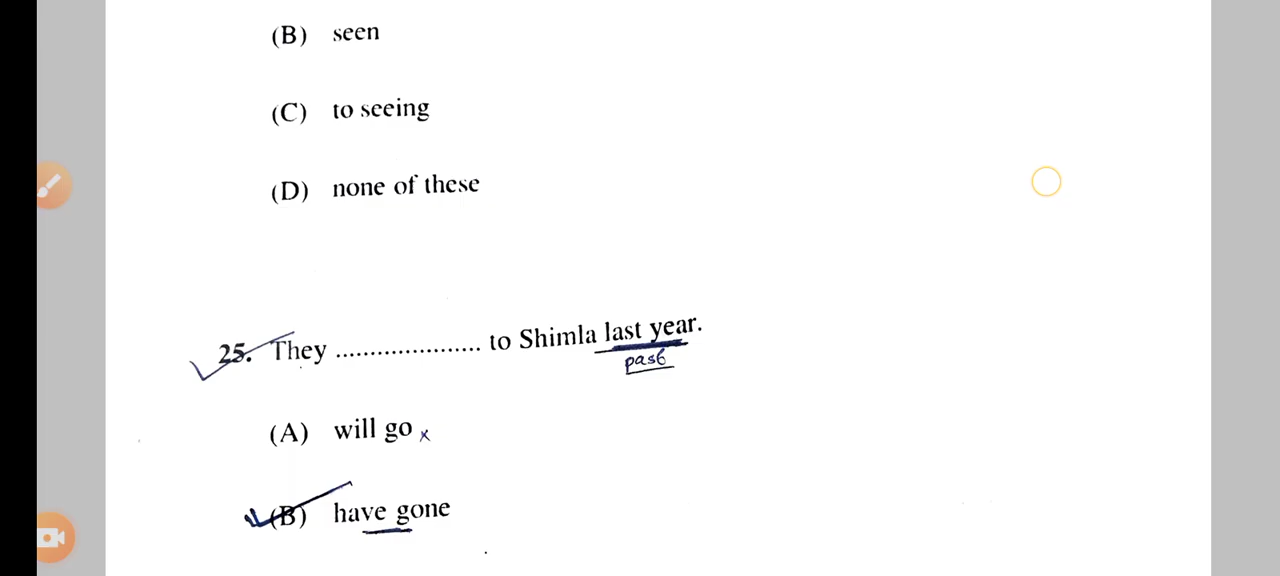 (B) seen
(C) to seeing
(D) none of these
25. They ..................... to Shimla last year.
past
(A) will go x
(B) have gone